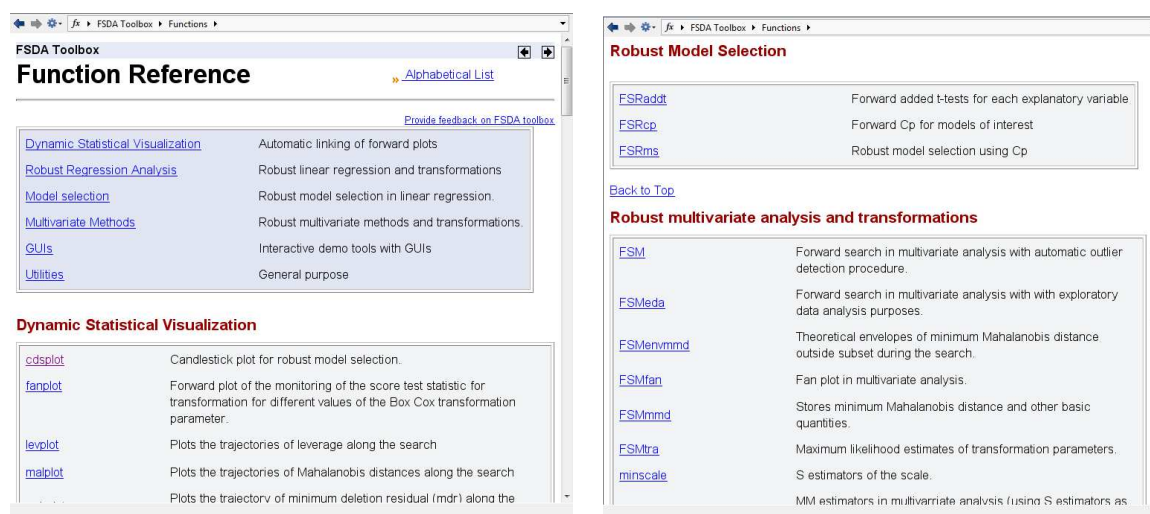 fx ▸ FSDA Toolbox ▸ Functions ▸
FSDA Toolbox
Function Reference
» Alphabetical List
Provide feedback on FSDA toolbox
Dynamic Statistical Visualization Automatic linking of forward plots
Robust Regression Analysis Robust linear regression and transformations
Model selection Robust model selection in linear regression.
Multivariate Methods Robust multivariate methods and transformations.
GUIs Interactive demo tools with GUIs
Utilities General purpose
Dynamic Statistical Visualization
cdsplot Candlestick plot for robust model selection.
fanplot Forward plot of the monitoring of the score test statistic for
transformation for different values of the Box Cox transformation
parameter.
levplot Plots the trajectories of leverage along the search
malplot Plots the trajectories of Mahalanobis distances along the search
Plots the trajectory of minimum deletion residual (mdr) along the
fx ▸ FSDA Toolbox ▸ Functions ▸
Robust Model Selection
FSRaddt Forward added t-tests for each explanatory variable
FSRcp Forward Cp for models of interest
FSRms Robust model selection using Cp
Back to Top
Robust multivariate analysis and transformations
FSM Forward search in multivariate analysis with automatic outlier
detection procedure.
FSMeda Forward search in multivariate analysis with with exploratory
data analysis purposes.
FSMenvmmd Theoretical envelopes of minimum Mahalanobis distance
outside subset during the search.
FSMfan Fan plot in multivariate analysis.
FSMmmd Stores minimum Mahalanobis distance and other basic
quantities.
FSMtra Maximum likelihood estimates of transformation parameters.
minscale S estimators of the scale.
MM estimators in multivarriate analysis (using S estimators as